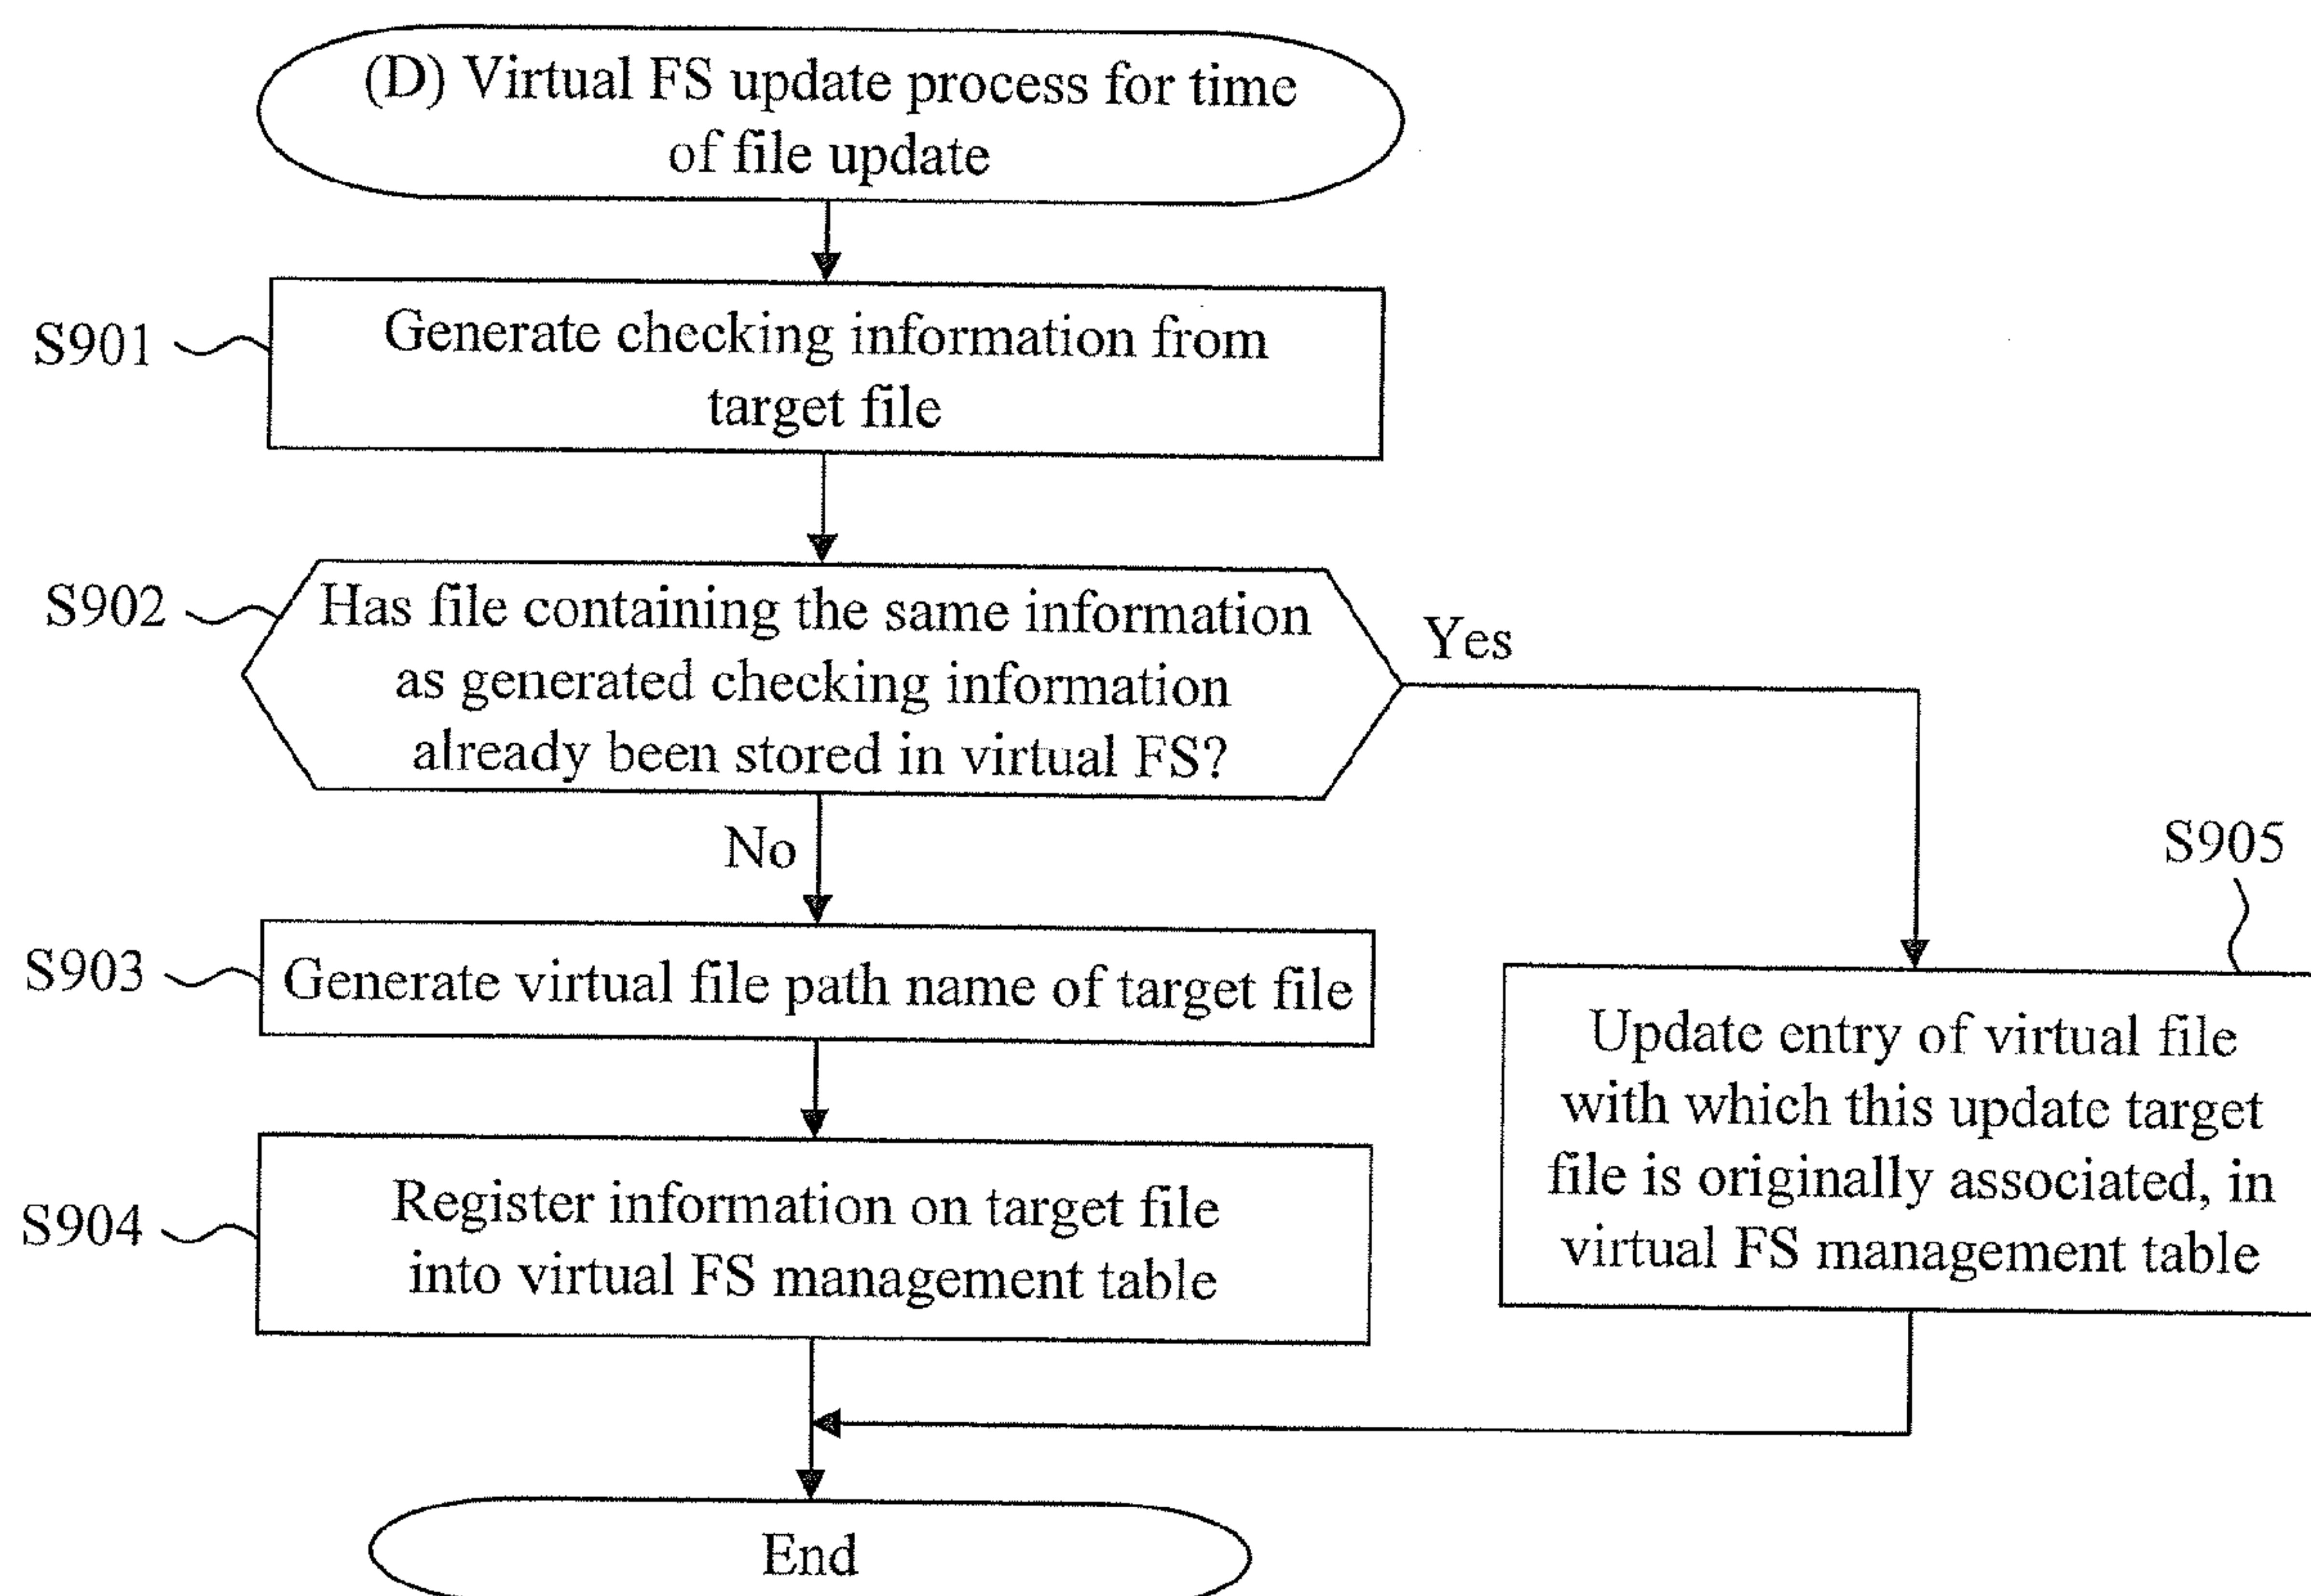 (D) Virtual FS update process for time
of file update
S901
Generate checking information from
target file
S902
Has file containing the same information
as generated checking information
already been stored in virtual FS?
Yes
No
S903
Generate virtual file path name of target file
S905
Update entry of virtual file
with which this update target
file is originally associated, in
virtual FS management table
S904
Register information on target file
into virtual FS management table
End